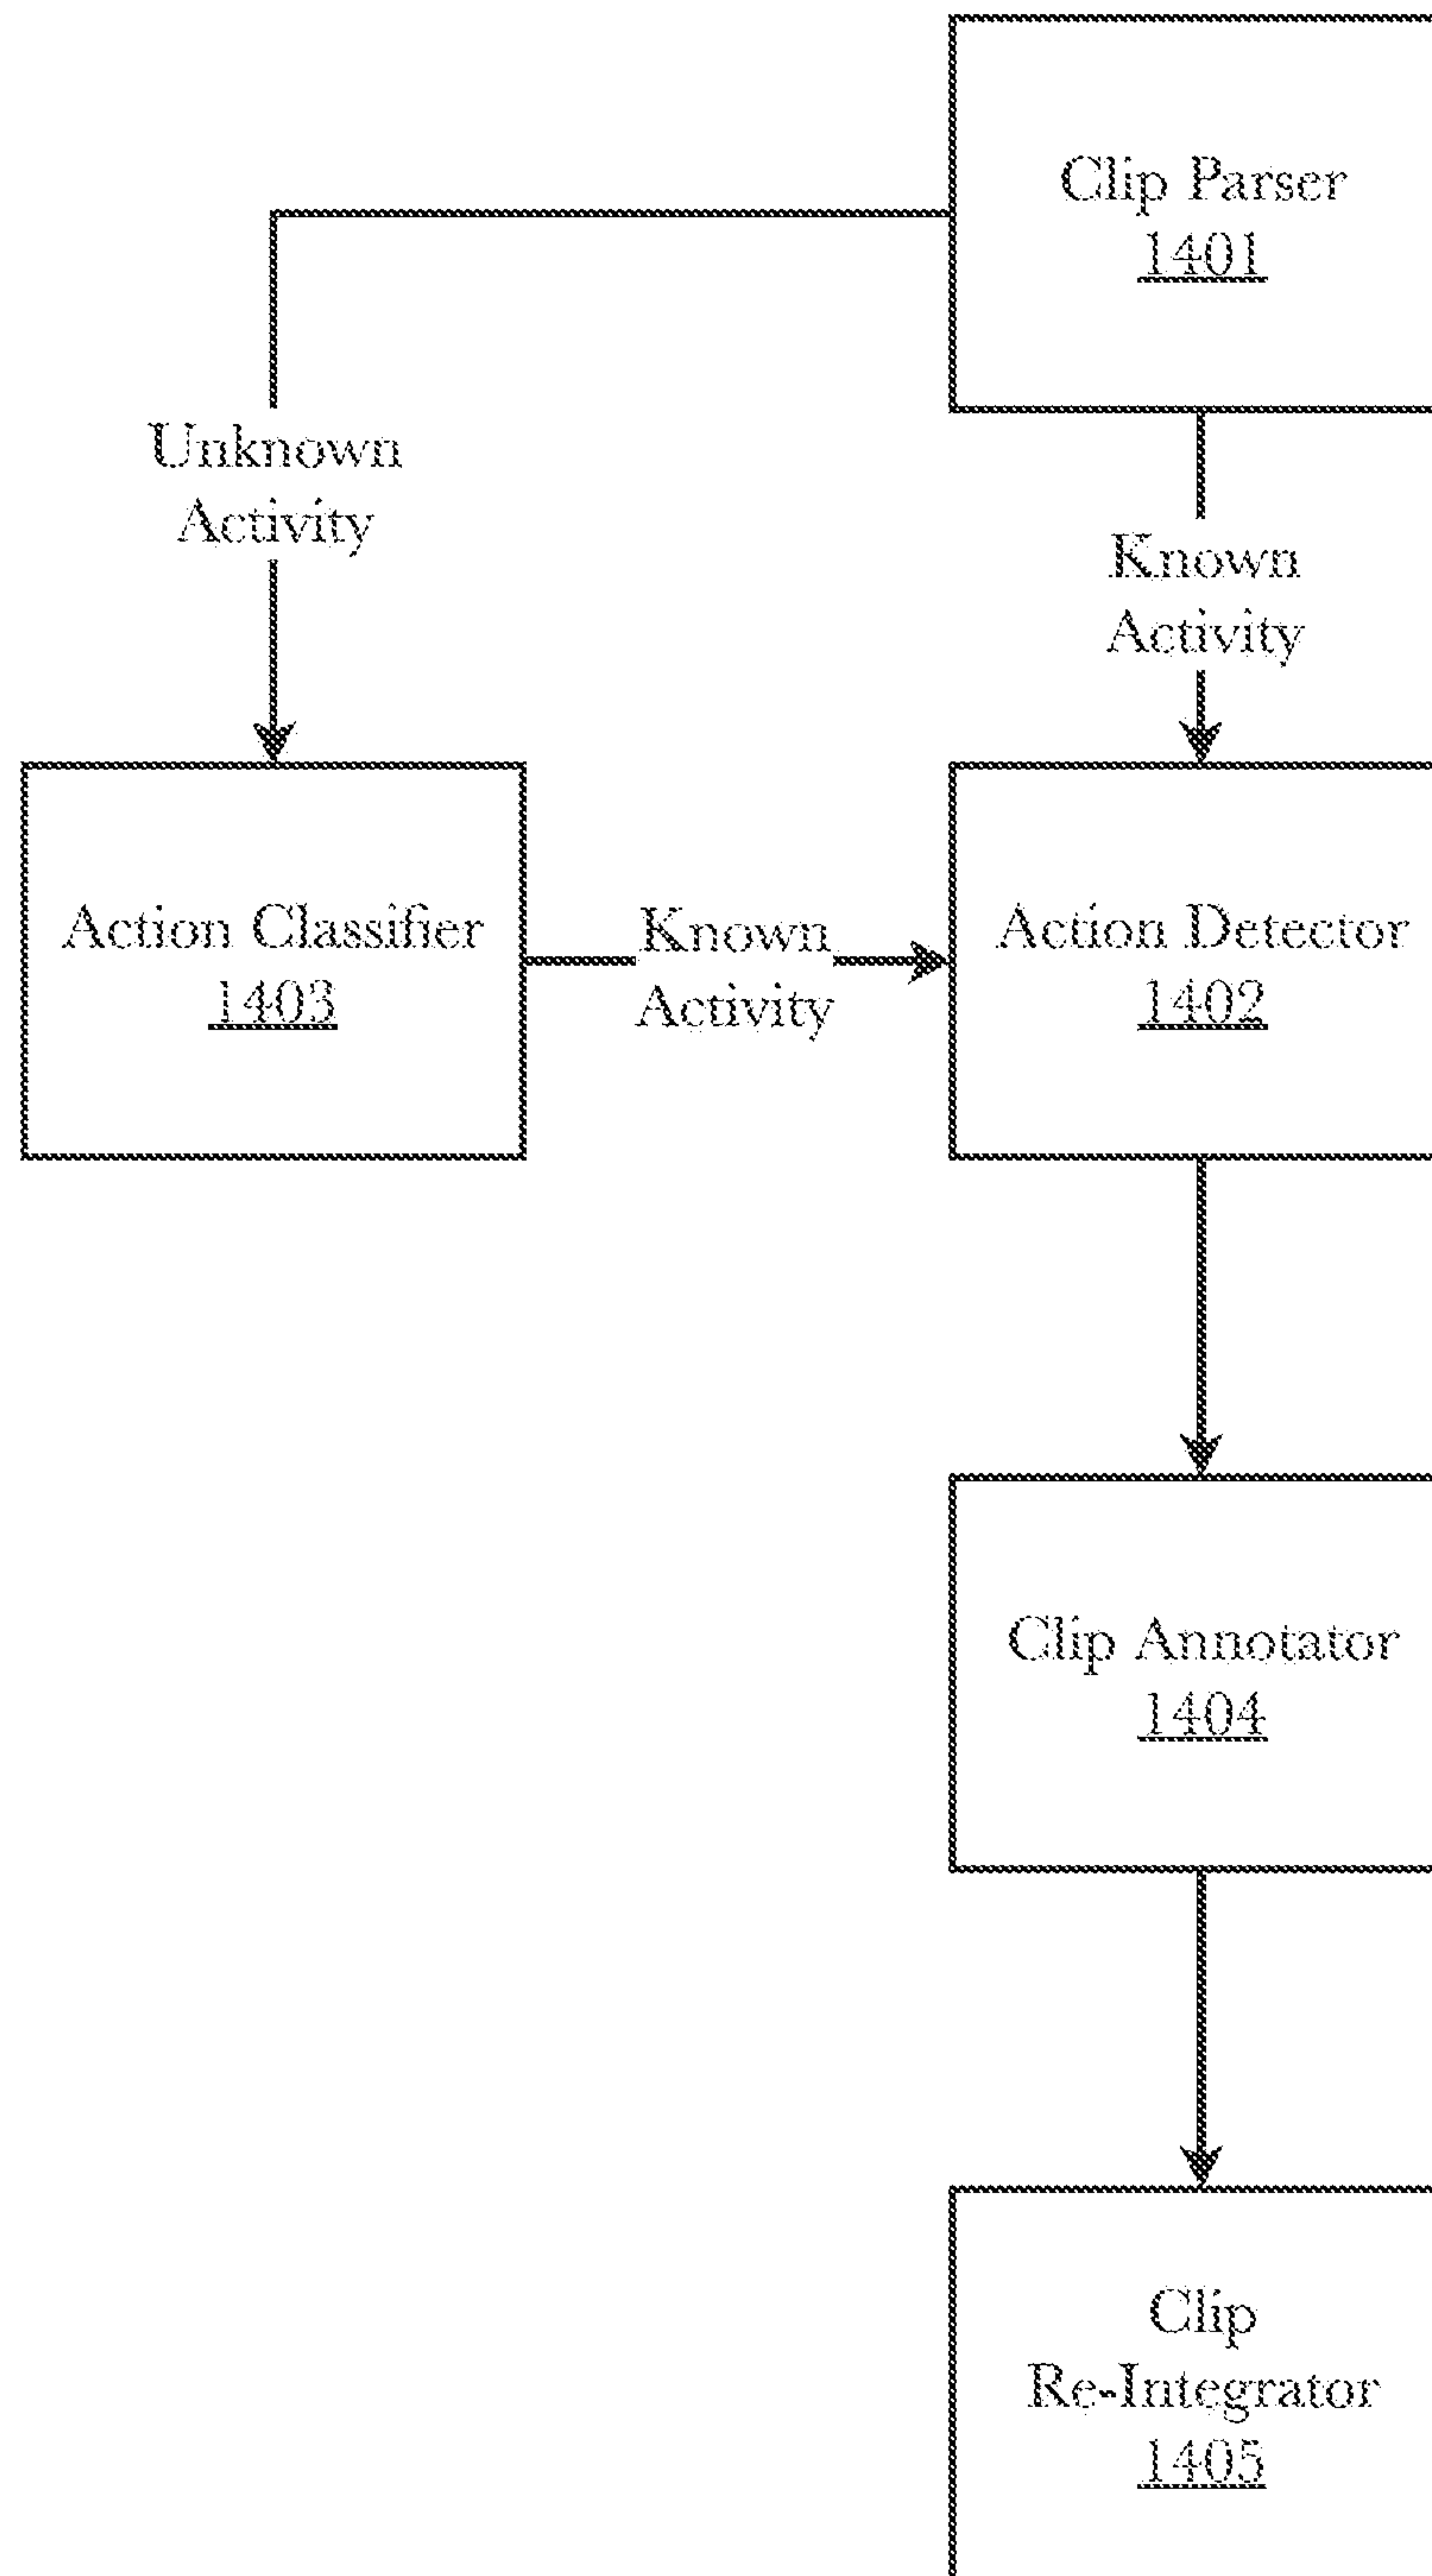 Clip Parser
1401
Unknown
Activity
Known
Activity
Action Classifier
1403
Known
Activity
Action Detector
1402
Clip Annotator
1404
Clip
Re-Integrator
1405